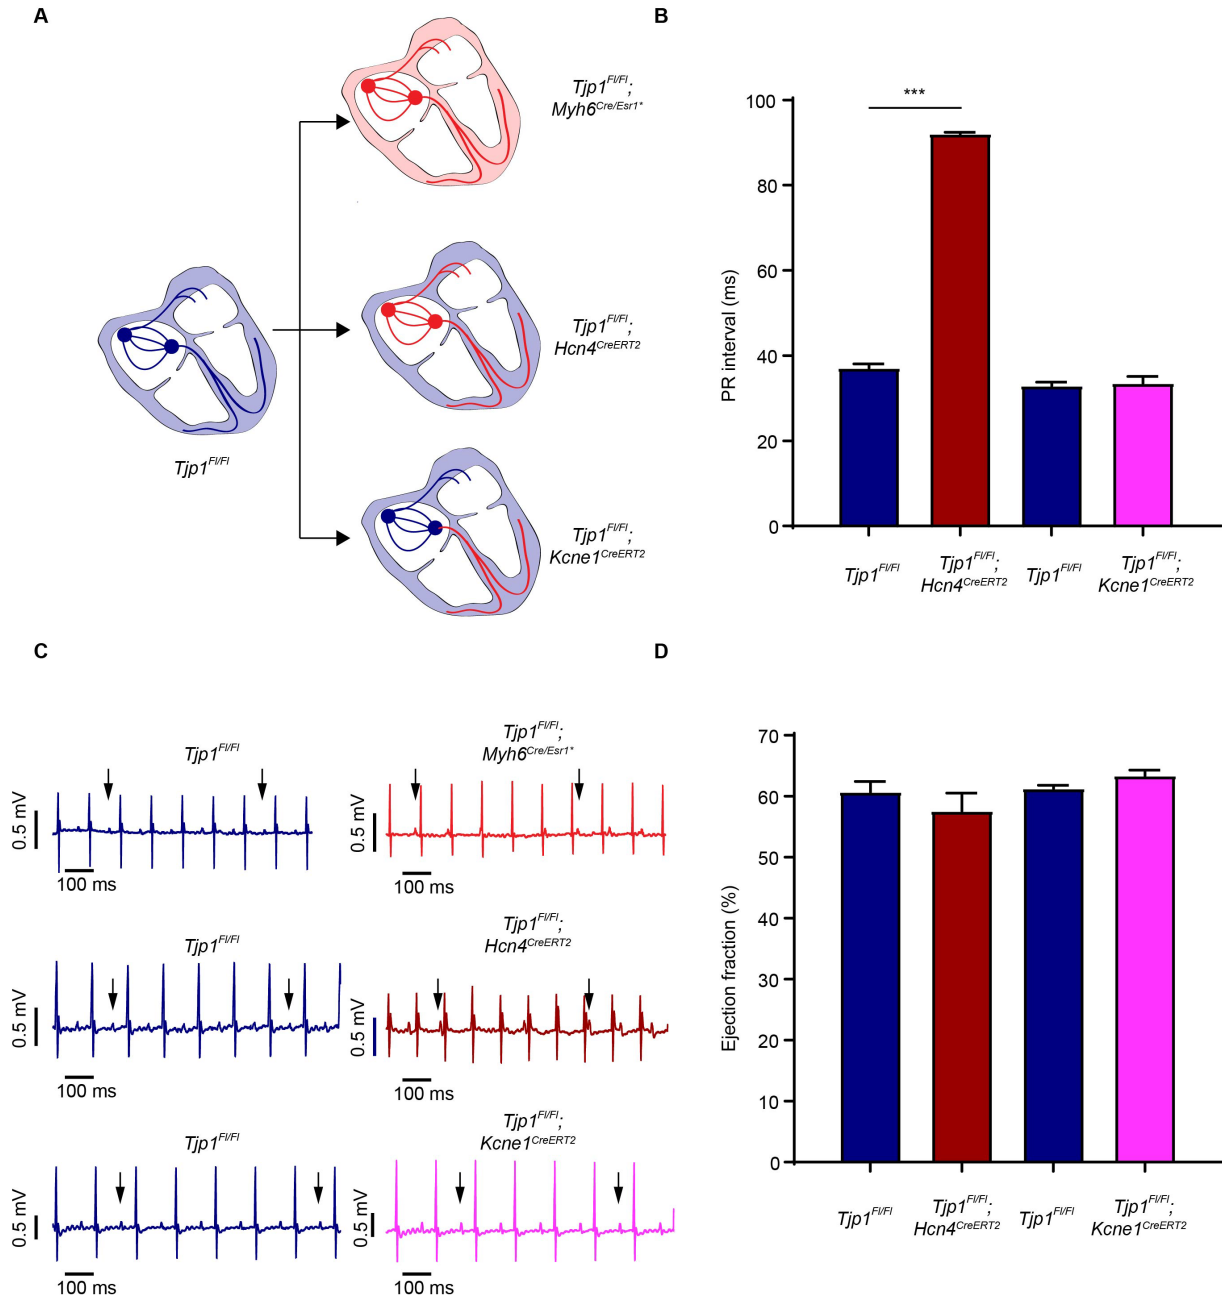 A
Tjp1Fl/Fl;
Myh6Cre/Esr1*
Tjp1Fl/Fl;
Hcn4CreERT2
Tjp1Fl/Fl
Tjp1Fl/Fl;
Kcne1CreERT2
B
***
100
80
60
40
20
0
PR interval (ms)
Tjp1Fl/Fl
Tjp1Fl/Fl;
Hcn4CreERT2
Tjp1Fl/Fl
Tjp1Fl/Fl;
Kcne1CreERT2
C
Tjp1Fl/Fl
0.5 mV
100 ms
Tjp1Fl/Fl;
Myh6Cre/Esr1*
0.5 mV
100 ms
Tjp1Fl/Fl
0.5 mV
100 ms
Tjp1Fl/Fl;
Hcn4CreERT2
0.5 mV
100 ms
Tjp1Fl/Fl
0.5 mV
100 ms
Tjp1Fl/Fl;
Kcne1CreERT2
0.5 mV
100 ms
D
70
60
50
40
30
20
10
0
Ejection fraction (%)
Tjp1Fl/Fl
Tjp1Fl/Fl;
Hcn4CreERT2
Tjp1Fl/Fl
Tjp1Fl/Fl;
Kcne1CreERT2